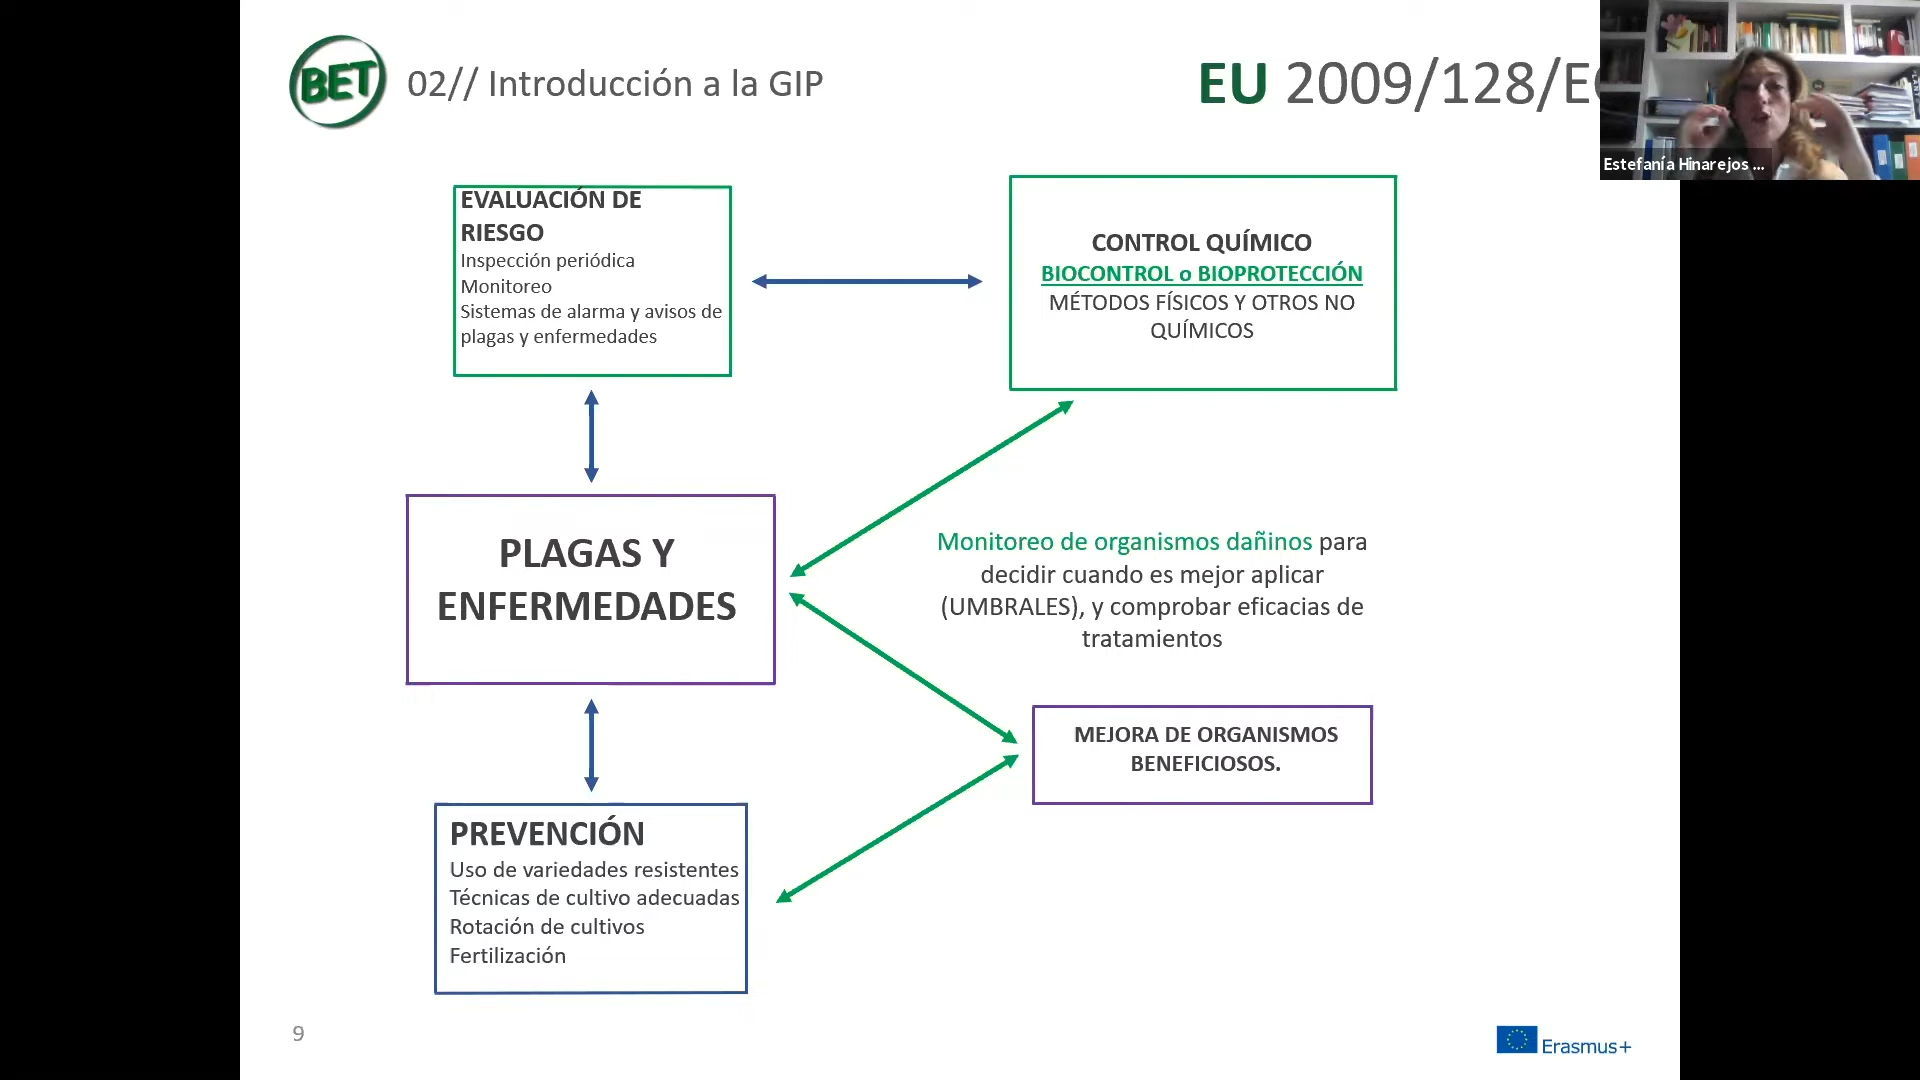 BET
02// Introducción a la GIP
EU 2009/128/E
Estefanía Hinarejos ...
EVALUACIÓN DE
RIESGO
Inspección periódica
Monitoreo
Sistemas de alarma y avisos de
plagas y enfermedades
CONTROL QUÍMICO
BIOCONTROL o BIOPROTECCIÓN
MÉTODOS FÍSICOS Y OTROS NO
QUÍMICOS
PLAGAS Y
ENFERMEDADES
Monitoreo de organismos dañinos para
decidir cuando es mejor aplicar
(UMBRALES), y comprobar eficacias de
tratamientos
MEJORA DE ORGANISMOS
BENEFICIOSOS.
PREVENCIÓN
Uso de variedades resistentes
Técnicas de cultivo adecuadas
Rotación de cultivos
Fertilización
9
Erasmus+